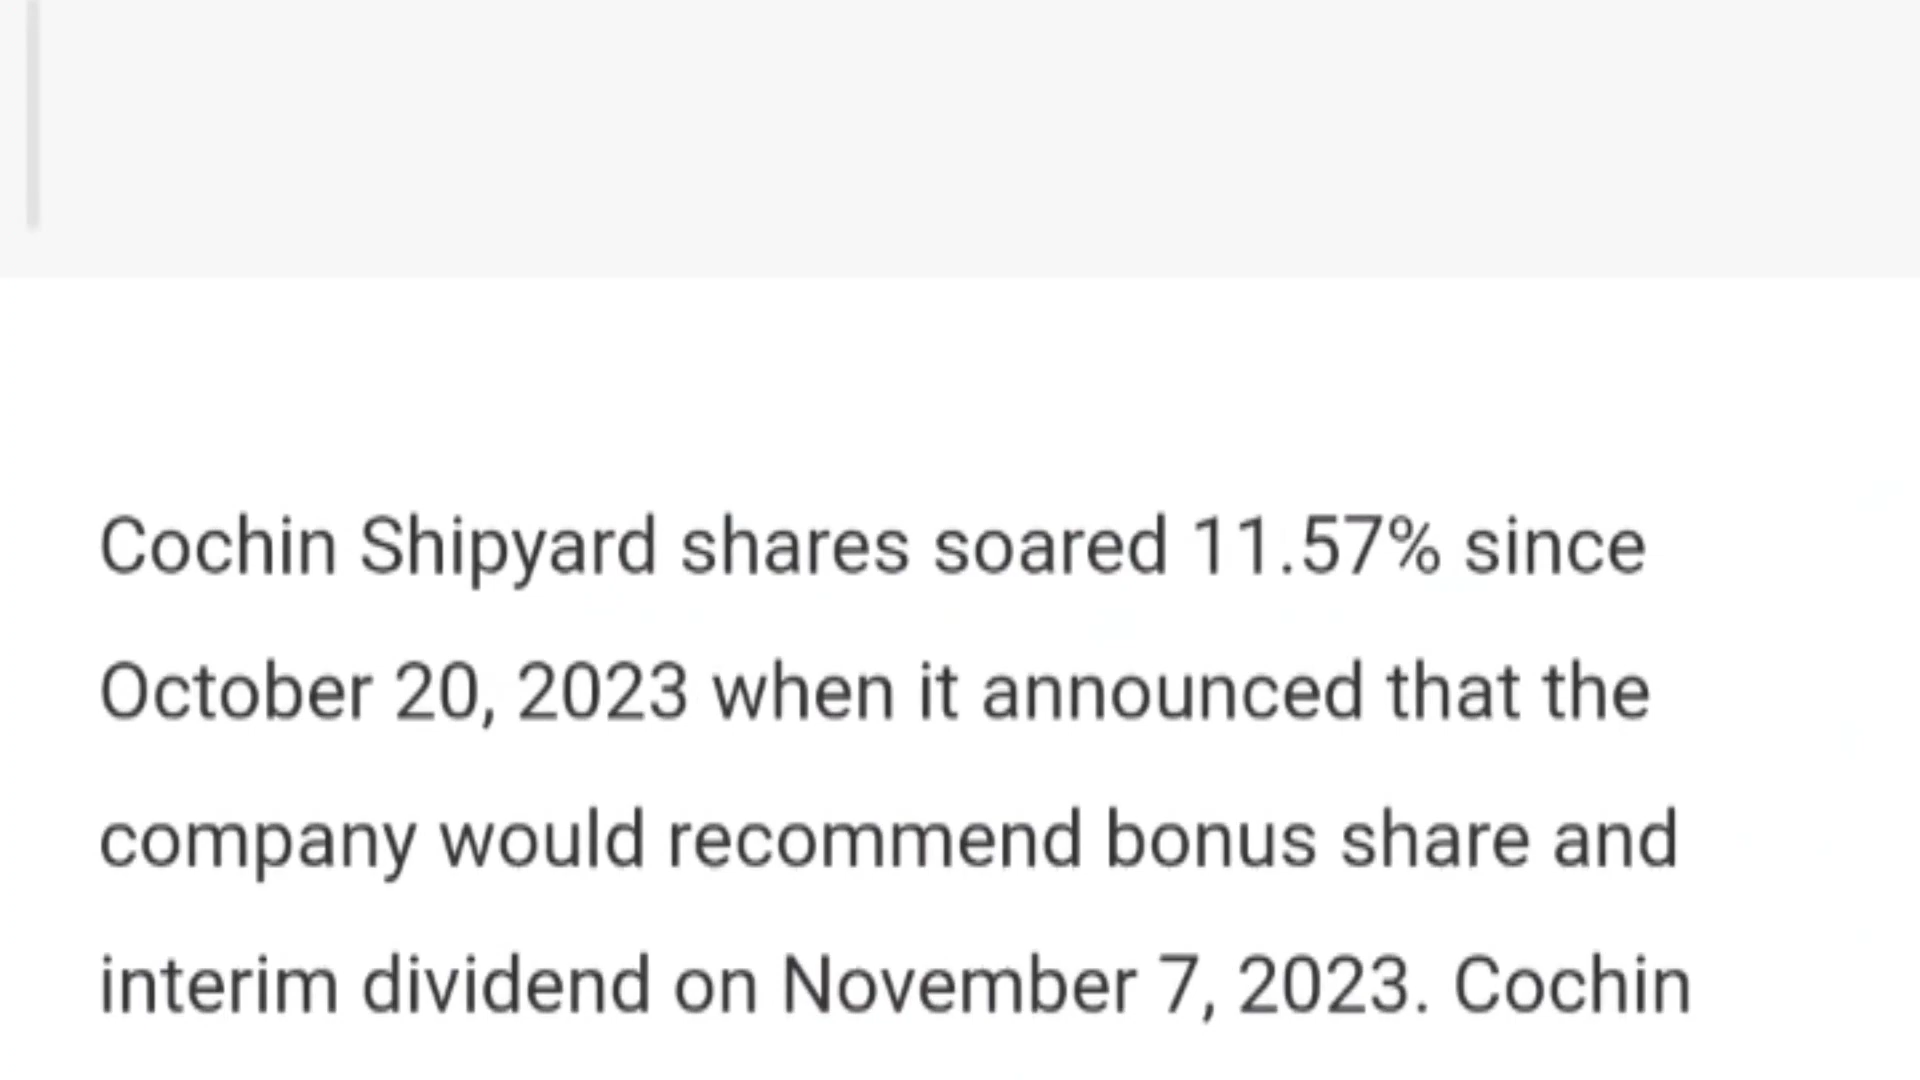 Cochin Shipyard shares soared 11.57% since
October 20, 2023 when it announced that the
company would recommend bonus share and
interim dividend on November 7, 2023. Cochin